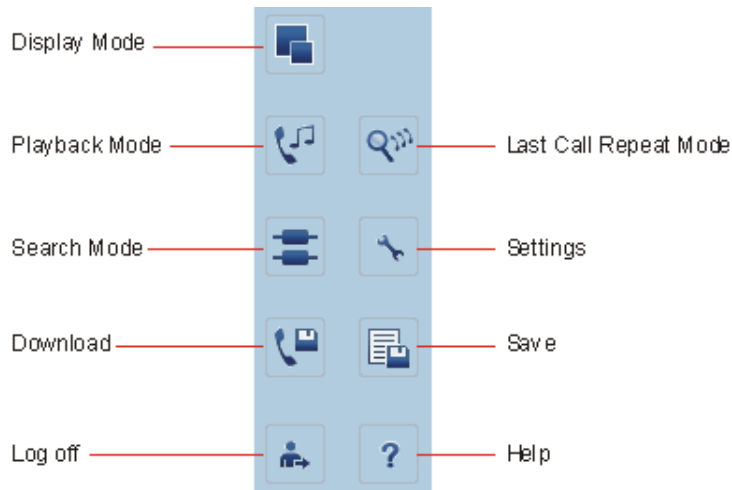 Display Mode
Playback Mode
Last Call Repeat Mode
Search Mode
Settings
Download
Save
Log off
?
Help